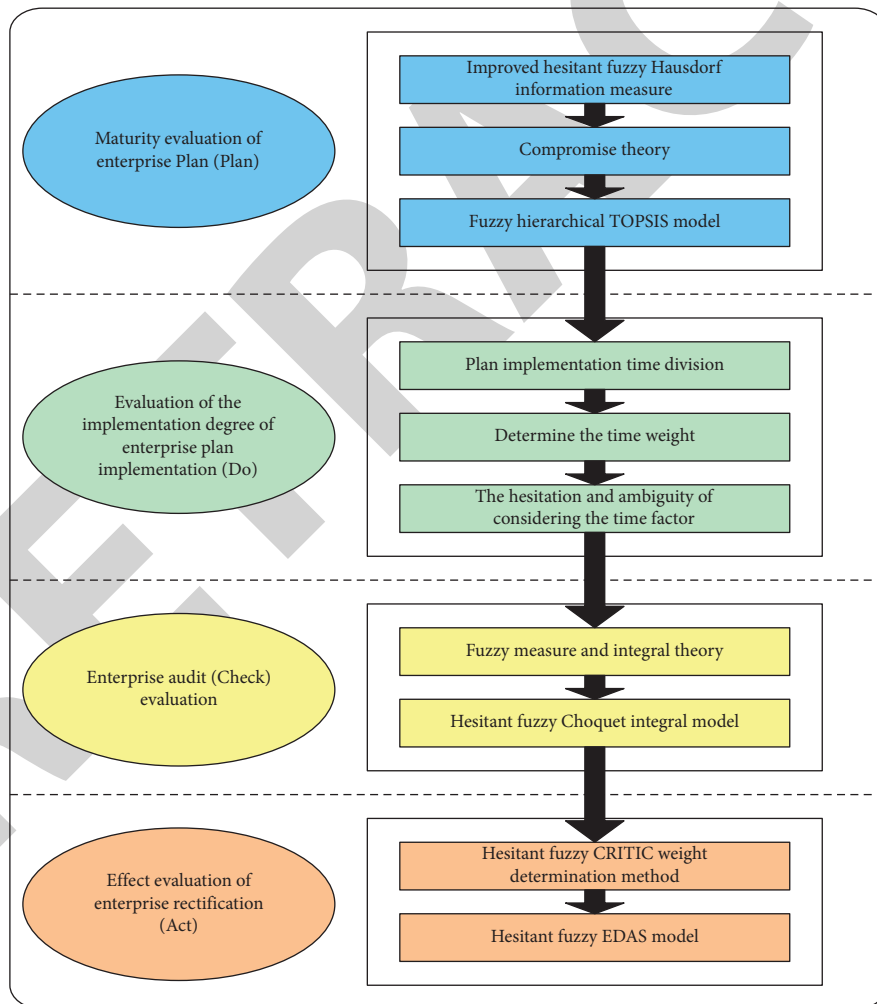 Maturity evaluation of
enterprise Plan (Plan)
Improved hesitant fuzzy Hausdorf
information measure
Compromise theory
Fuzzy hierarchical TOPSIS model
Evaluation of the
implementation degree of
enterprise plan
implementation (Do)
Plan implementation time division
Determine the time weight
The hesitation and ambiguity of
considering the time factor
Enterprise audit (Check)
evaluation
Fuzzy measure and integral theory
Hesitant fuzzy Choquet integral model
Effect evaluation of
enterprise rectification
(Act)
Hesitant fuzzy CRITIC weight
determination method
Hesitant fuzzy EDAS model